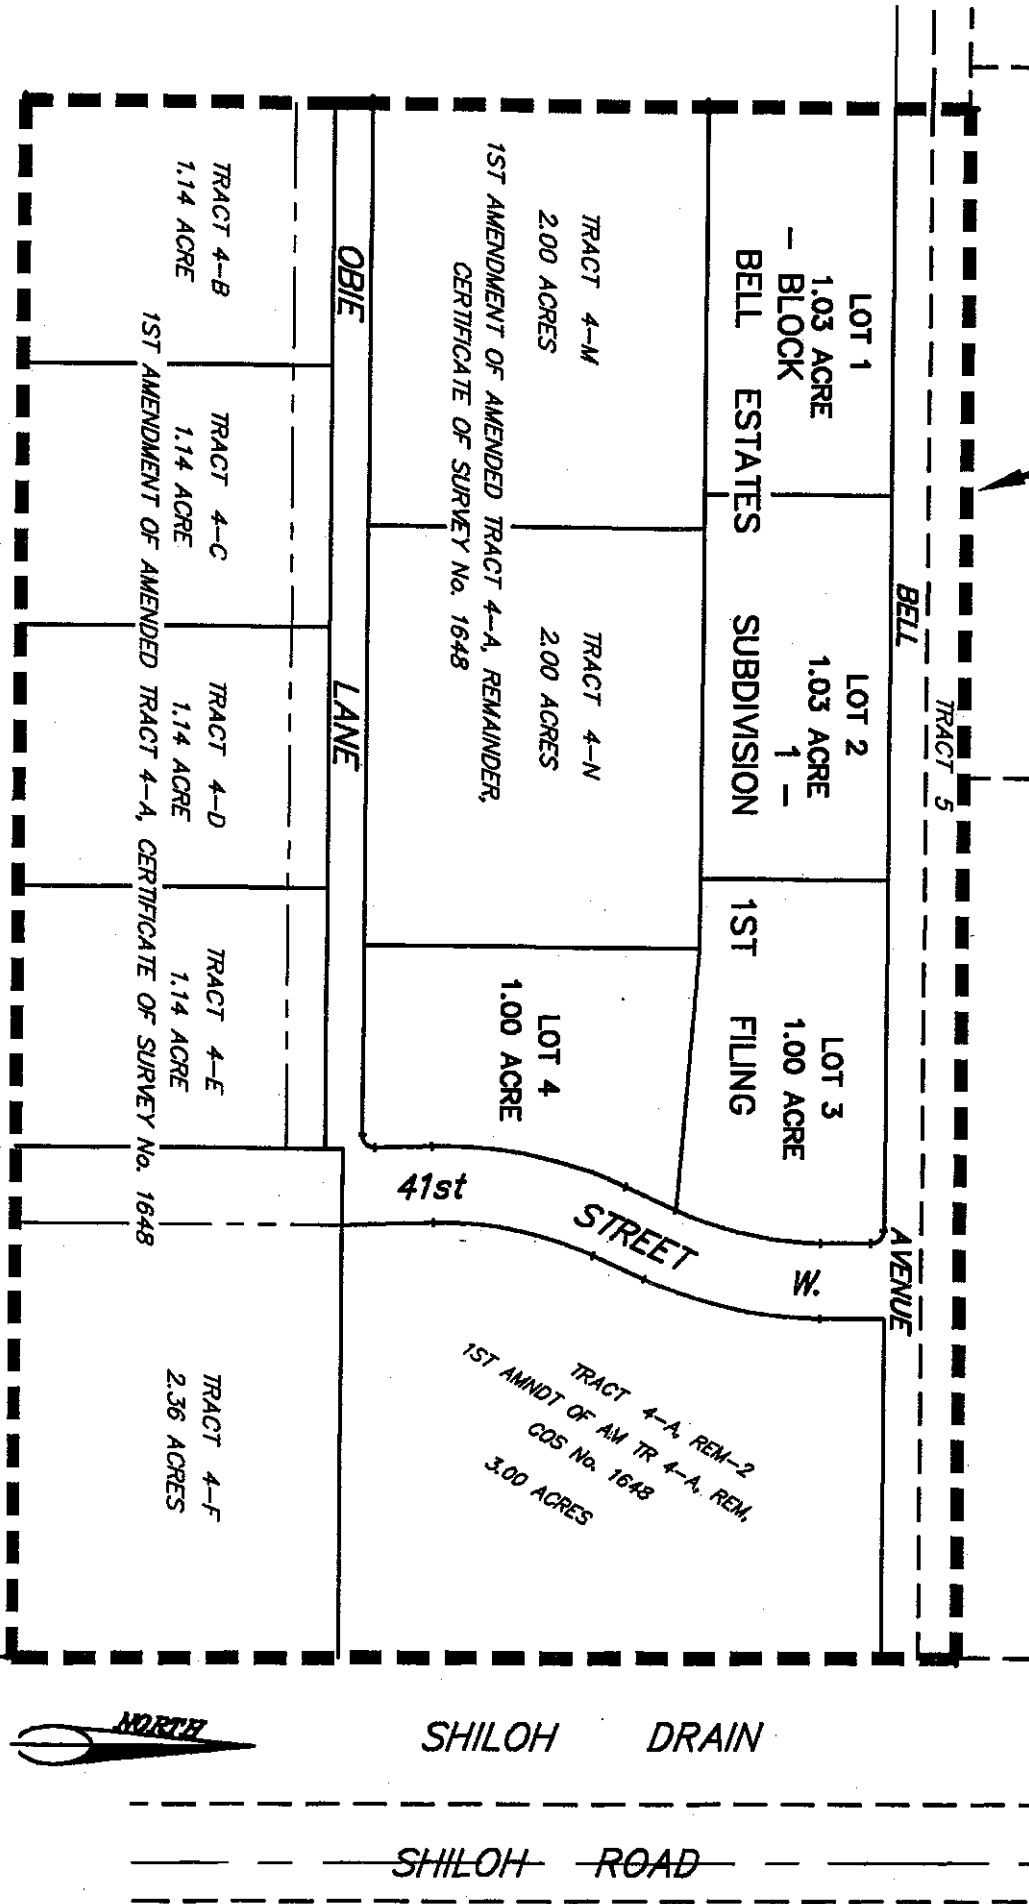 TRACT 5
BELL AVENUE
LOT 1
1.03 ACRE
– BLOCK
LOT 2
1.03 ACRE
1 –
LOT 3
1.00 ACRE
BELL ESTATES SUBDIVISION 1ST FILING
TRACT 4–M
2.00 ACRES
TRACT 4–N
2.00 ACRES
1ST AMENDMENT OF AMENDED TRACT 4–A, REMAINDER,
CERTIFICATE OF SURVEY No. 1648
LOT 4
1.00 ACRE
41st STREET W.
OBIE LANE
TRACT 4–B
1.14 ACRE
TRACT 4–C
1.14 ACRE
TRACT 4–D
1.14 ACRE
TRACT 4–E
1.14 ACRE
1ST AMENDMENT OF AMENDED TRACT 4–A, CERTIFICATE OF SURVEY No. 1648
TRACT 4–F
2.36 ACRES
TRACT 4–A, REM–2
1ST AMNDT OF AM TR 4–A, REM,
COS No. 1648
3.00 ACRES
NORTH
SHILOH DRAIN
SHILOH ROAD